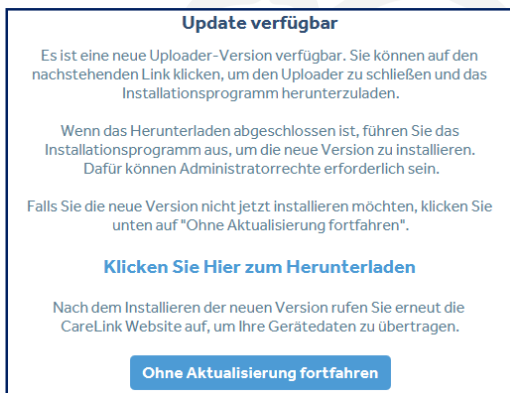 Update verfügbar
Es ist eine neue Uploader-Version verfügbar. Sie können auf den
nachstehenden Link klicken, um den Uploader zu schließen und das
Installationsprogramm herunterzuladen.
Wenn das Herunterladen abgeschlossen ist, führen Sie das
Installationsprogramm aus, um die neue Version zu installieren.
Dafür können Administratorrechte erforderlich sein.
Falls Sie die neue Version nicht jetzt installieren möchten, klicken Sie
unten auf "Ohne Aktualisierung fortfahren".
Klicken Sie Hier zum Herunterladen
Nach dem Installieren der neuen Version rufen Sie erneut die
CareLink Website auf, um Ihre Gerätedaten zu übertragen.
Ohne Aktualisierung fortfahren